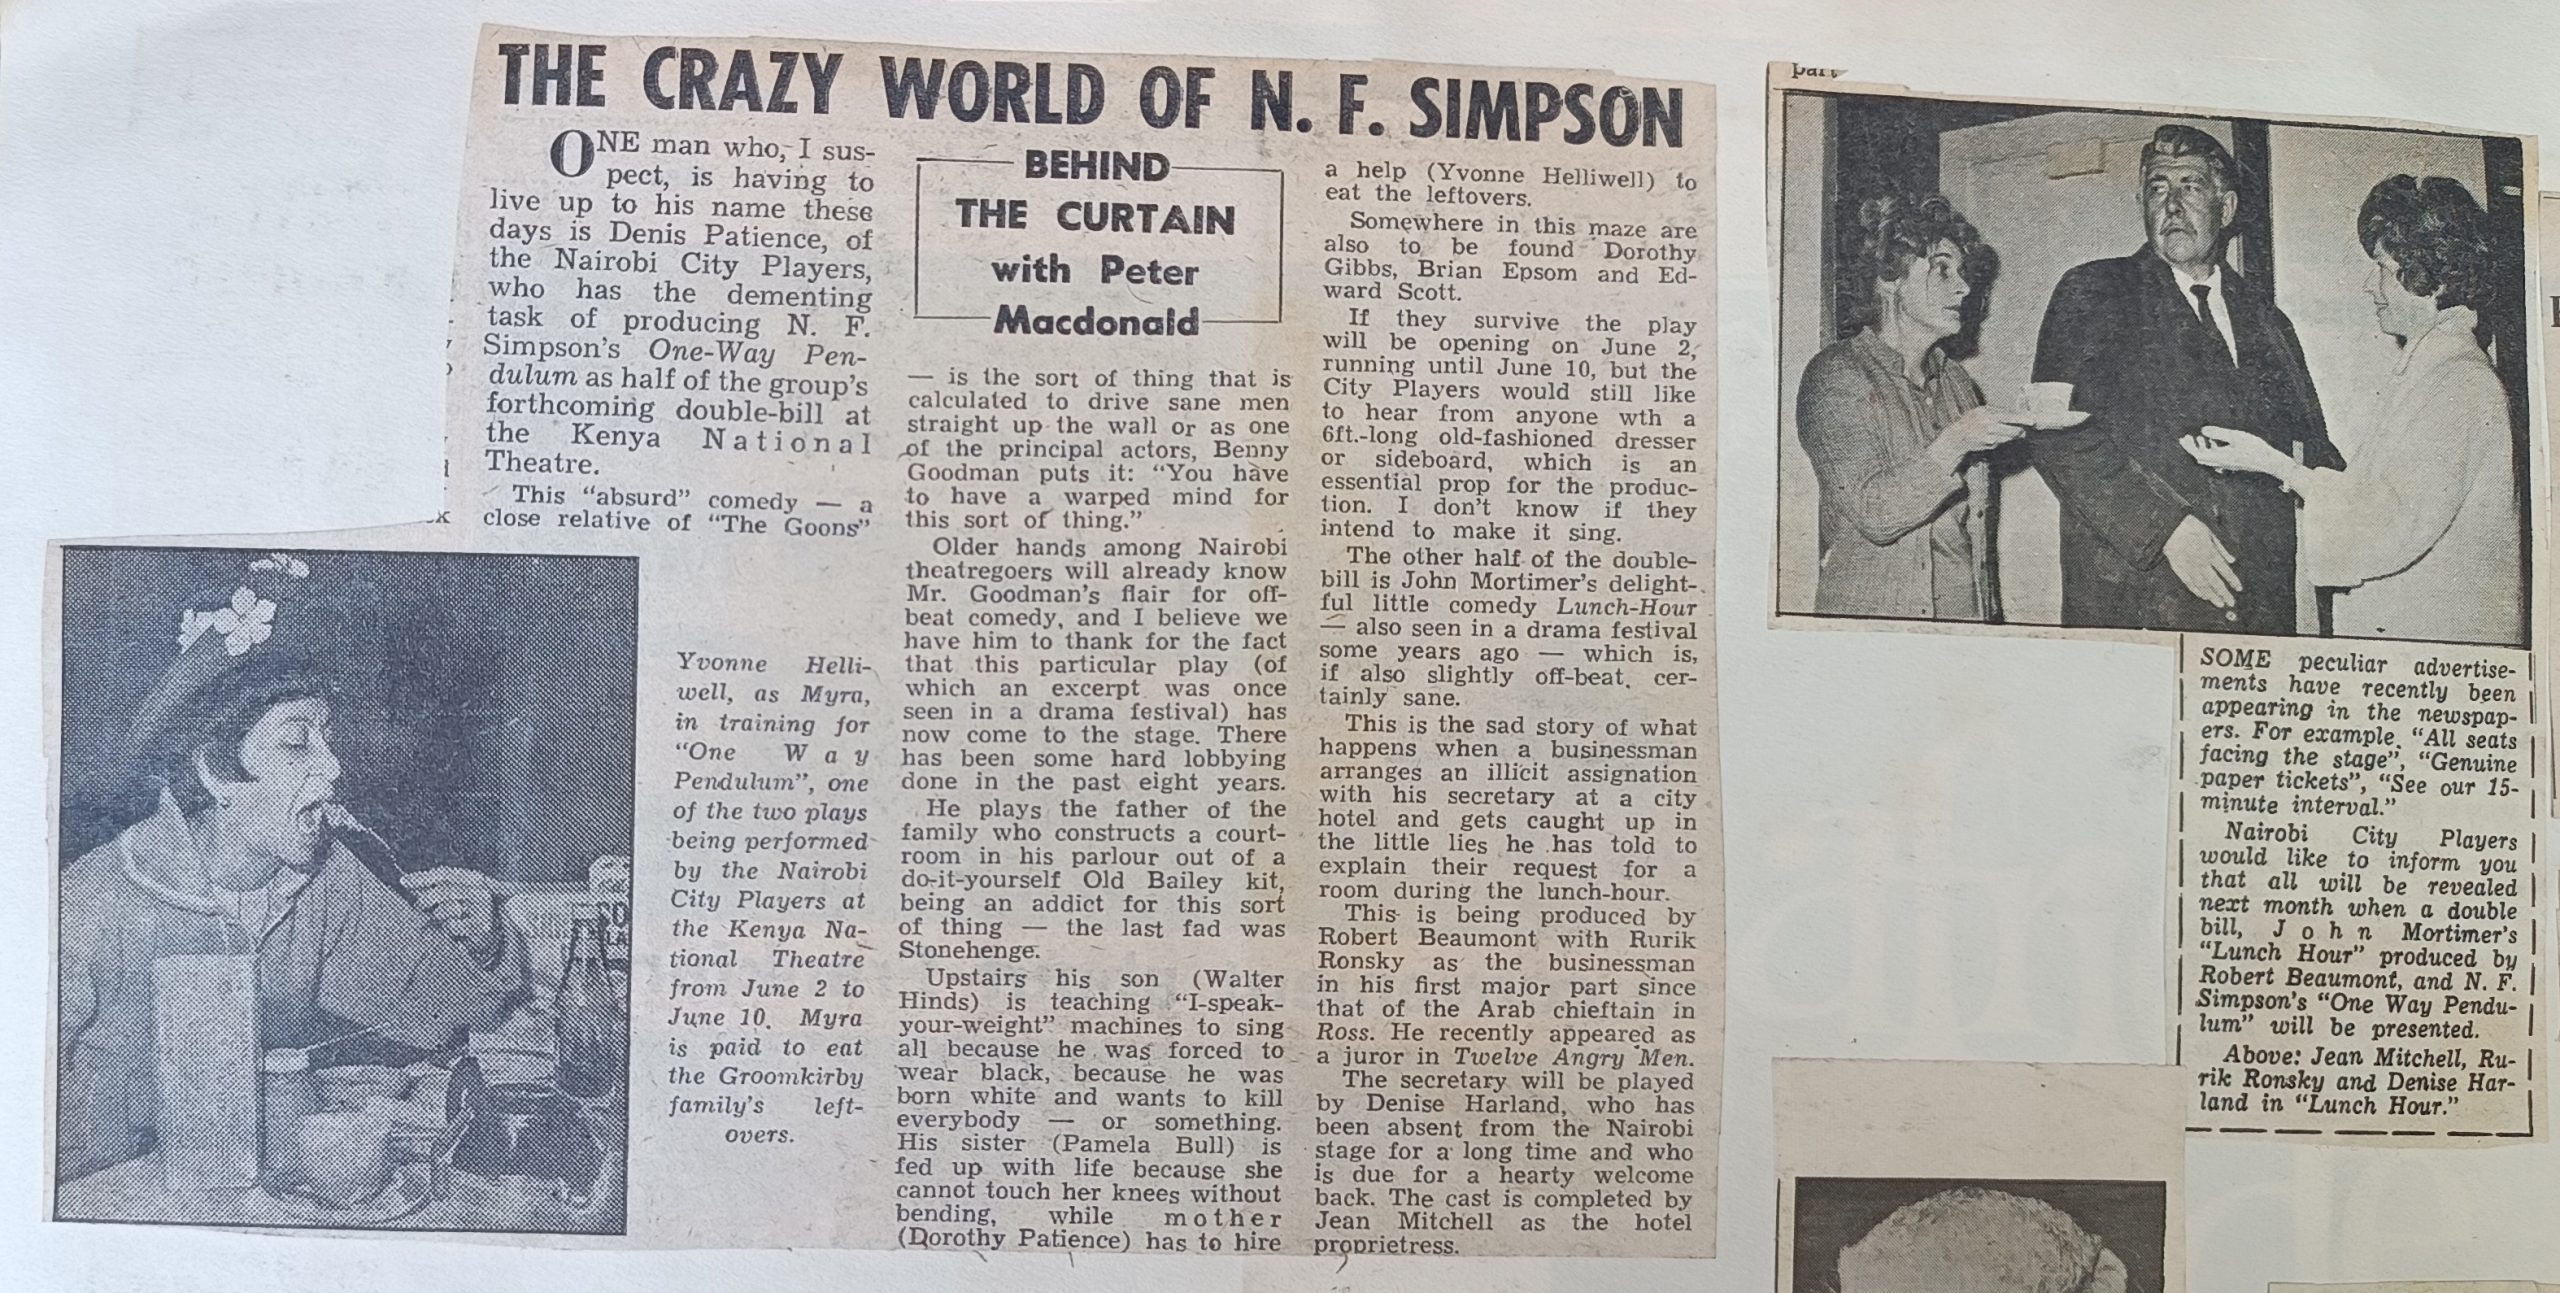 THE CRAZY WORLD OF N. F. SIMPSON
ONE man who, I sus-
pect, is having to
live up to his name these
days is Denis Patience, of
the Nairobi City Players,
who has the dementing
task of producing N. F.
Simpson's One-Way Pen-
dulum as half of the group's
forthcoming double-bill at
the Kenya National
Theatre.
This "absurd" comedy — a
close relative of "The Goons"
Yvonne Helli-
well, as Myra,
in training for
"One Way
Pendulum", one
of the two plays
being performed
by the Nairobi
City Players at
the Kenya Na-
tional Theatre
from June 2 to
June 10. Myra
is paid to eat
the Groomkirby
family's left-
overs.
BEHIND
THE CURTAIN
with Peter
Macdonald
— is the sort of thing that is
calculated to drive sane men
straight up the wall or as one
of the principal actors, Benny
Goodman puts it: "You have
to have a warped mind for
this sort of thing."
Older hands among Nairobi
theatregoers will already know
Mr. Goodman's flair for off-
beat comedy, and I believe we
have him to thank for the fact
that this particular play (of
which an excerpt was once
seen in a drama festival) has
now come to the stage. There
has been some hard lobbying
done in the past eight years.
He plays the father of the
family who constructs a court-
room in his parlour out of a
do-it-yourself Old Bailey kit,
being an addict for this sort
of thing — the last fad was
Stonehenge.
Upstairs his son (Walter
Hinds) is teaching "I-speak-
your-weight" machines to sing
all because he was forced to
wear black, because he was
born white and wants to kill
everybody — or something.
His sister (Pamela Bull) is
fed up with life because she
cannot touch her knees without
bending, while mother
(Dorothy Patience) has to hire
a help (Yvonne Helliwell) to
eat the leftovers.
Somewhere in this maze are
also to be found Dorothy
Gibbs, Brian Epsom and Ed-
ward Scott.
If they survive the play
will be opening on June 2,
running until June 10, but the
City Players would still like
to hear from anyone wth a
6ft.-long old-fashioned dresser
or sideboard, which is an
essential prop for the produc-
tion. I don't know if they
intend to make it sing.
The other half of the double-
bill is John Mortimer's delight-
ful little comedy Lunch-Hour
— also seen in a drama festival
some years ago — which is,
if also slightly off-beat, cer-
tainly sane.
This is the sad story of what
happens when a businessman
arranges an illicit assignation
with his secretary at a city
hotel and gets caught up in
the little lies he has told to
explain their request for a
room during the lunch-hour.
This is being produced by
Robert Beaumont with Rurik
Ronsky as the businessman
in his first major part since
that of the Arab chieftain in
Ross. He recently appeared as
a juror in Twelve Angry Men.
The secretary will be played
by Denise Harland, who has
been absent from the Nairobi
stage for a long time and who
is due for a hearty welcome
back. The cast is completed by
Jean Mitchell as the hotel
proprietress.
part
SOME peculiar advertise-
ments have recently been
appearing in the newspap-
ers. For example, "All seats
facing the stage", "Genuine
paper tickets", "See our 15-
minute interval."
Nairobi City Players
would like to inform you
that all will be revealed
next month when a double
bill, John Mortimer's
"Lunch Hour" produced by
Robert Beaumont, and N. F.
Simpson's "One Way Pendu-
lum" will be presented.
Above: Jean Mitchell, Ru-
rik Ronsky and Denise Har-
land in "Lunch Hour."